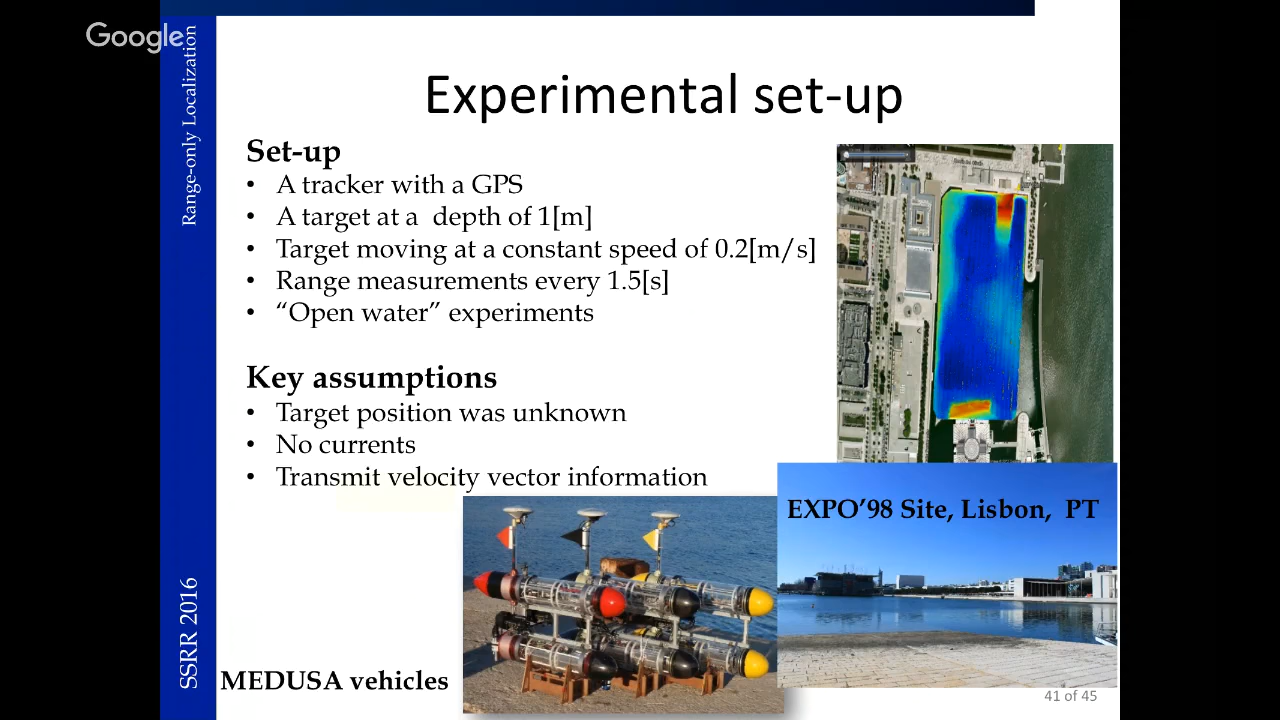 Google
Range-only Localization
SSRR 2016
Experimental set-up
Set-up
• A tracker with a GPS
• A target at a depth of 1[m]
• Target moving at a constant speed of 0.2[m/s]
• Range measurements every 1.5[s]
• “Open water” experiments
Key assumptions
• Target position was unknown
• No currents
• Transmit velocity vector information
EXPO’98 Site, Lisbon, PT
MEDUSA vehicles
41 of 45